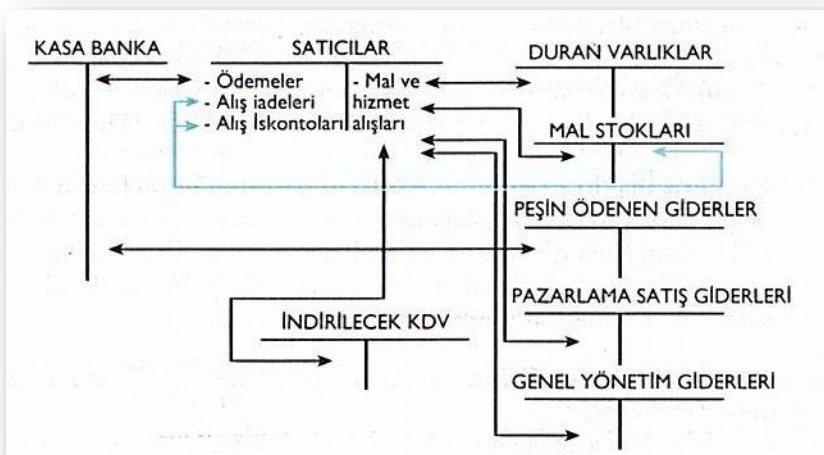 KASA BANKA
SATICILAR
DURAN VARLIKLAR
- Ödemeler
- Alış iadeleri
- Alış İskontoları
- Mal ve
hizmet
alışları
MAL STOKLARI
PEŞİN ÖDENEN GİDERLER
PAZARLAMA SATIŞ GİDERLERİ
İNDİRİLECEK KDV
GENEL YÖNETİM GİDERLERİ